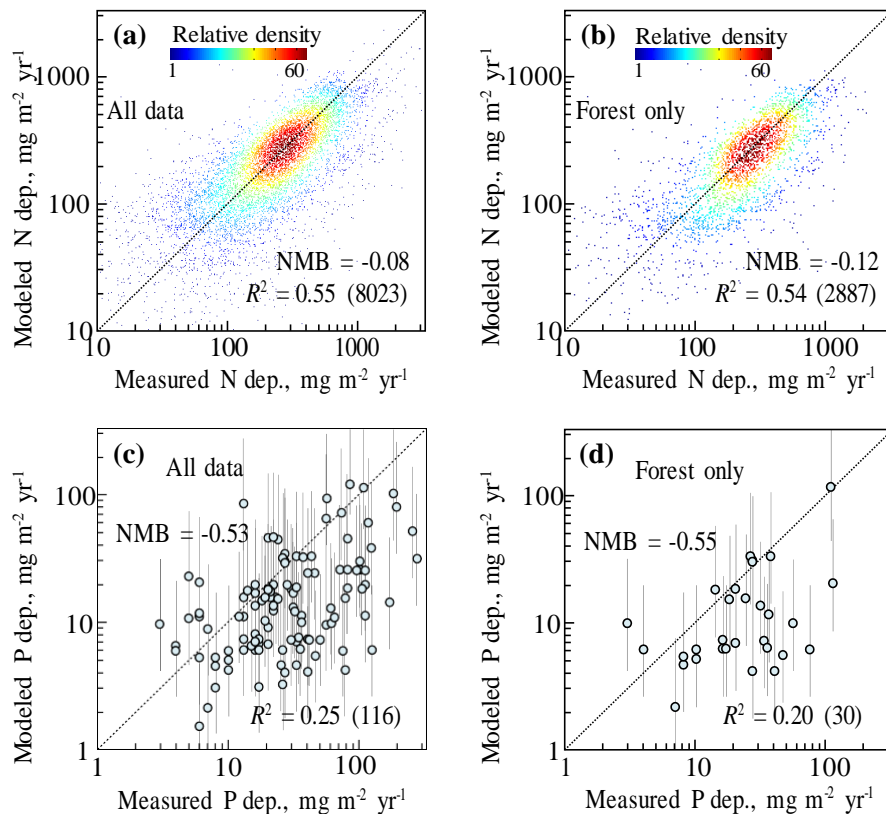 (a)
Relative density
1
60
All data
NMB = -0.08
R² = 0.55 (8023)
1000
100
10
10
100
1000
Modeled N dep., mg m⁻² yr⁻¹
Measured N dep., mg m⁻² yr⁻¹
(b)
Relative density
1
60
Forest only
NMB = -0.12
R² = 0.54 (2887)
1000
100
10
10
100
1000
Modeled N dep., mg m⁻² yr⁻¹
Measured N dep., mg m⁻² yr⁻¹
(c)
All data
NMB = -0.53
R² = 0.25 (116)
100
10
1
1
10
100
Modeled P dep., mg m⁻² yr⁻¹
Measured P dep., mg m⁻² yr⁻¹
(d)
Forest only
NMB = -0.55
R² = 0.20 (30)
100
10
1
1
10
100
Modeled P dep., mg m⁻² yr⁻¹
Measured P dep., mg m⁻² yr⁻¹